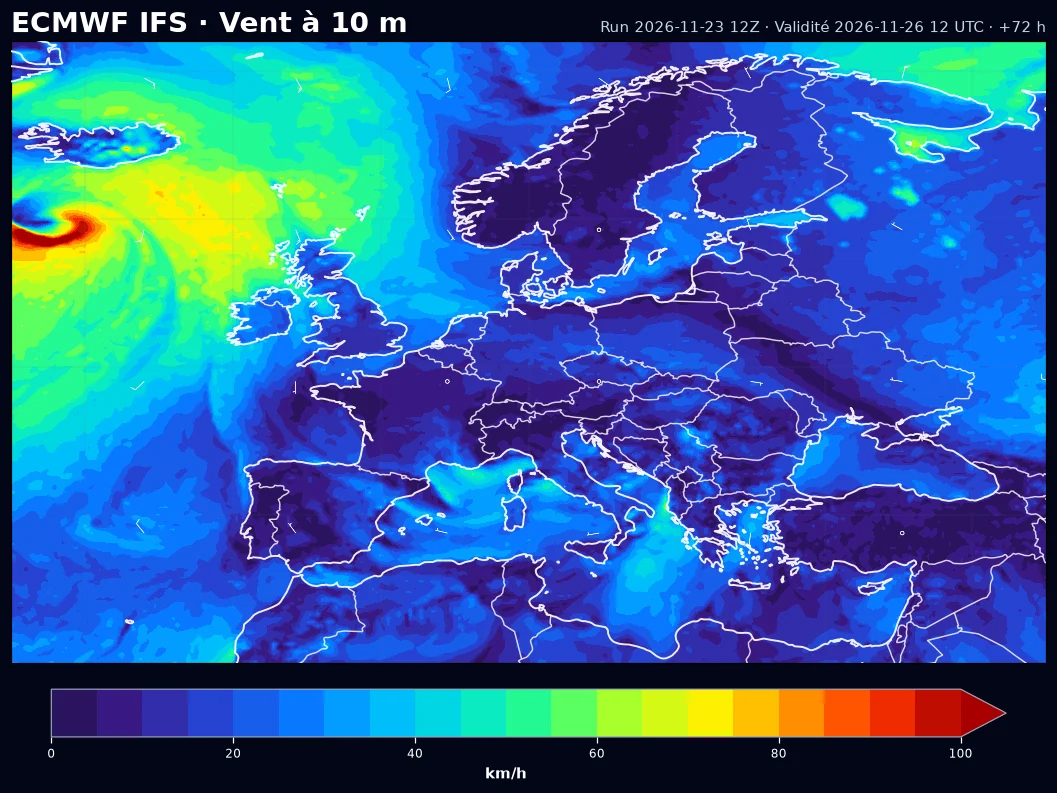 ECMWF IFS · Vent à 10 m
Run 2026-11-23 12Z · Validité 2026-11-26 12 UTC · +72 h
0 20 40 60 80 100
km/h